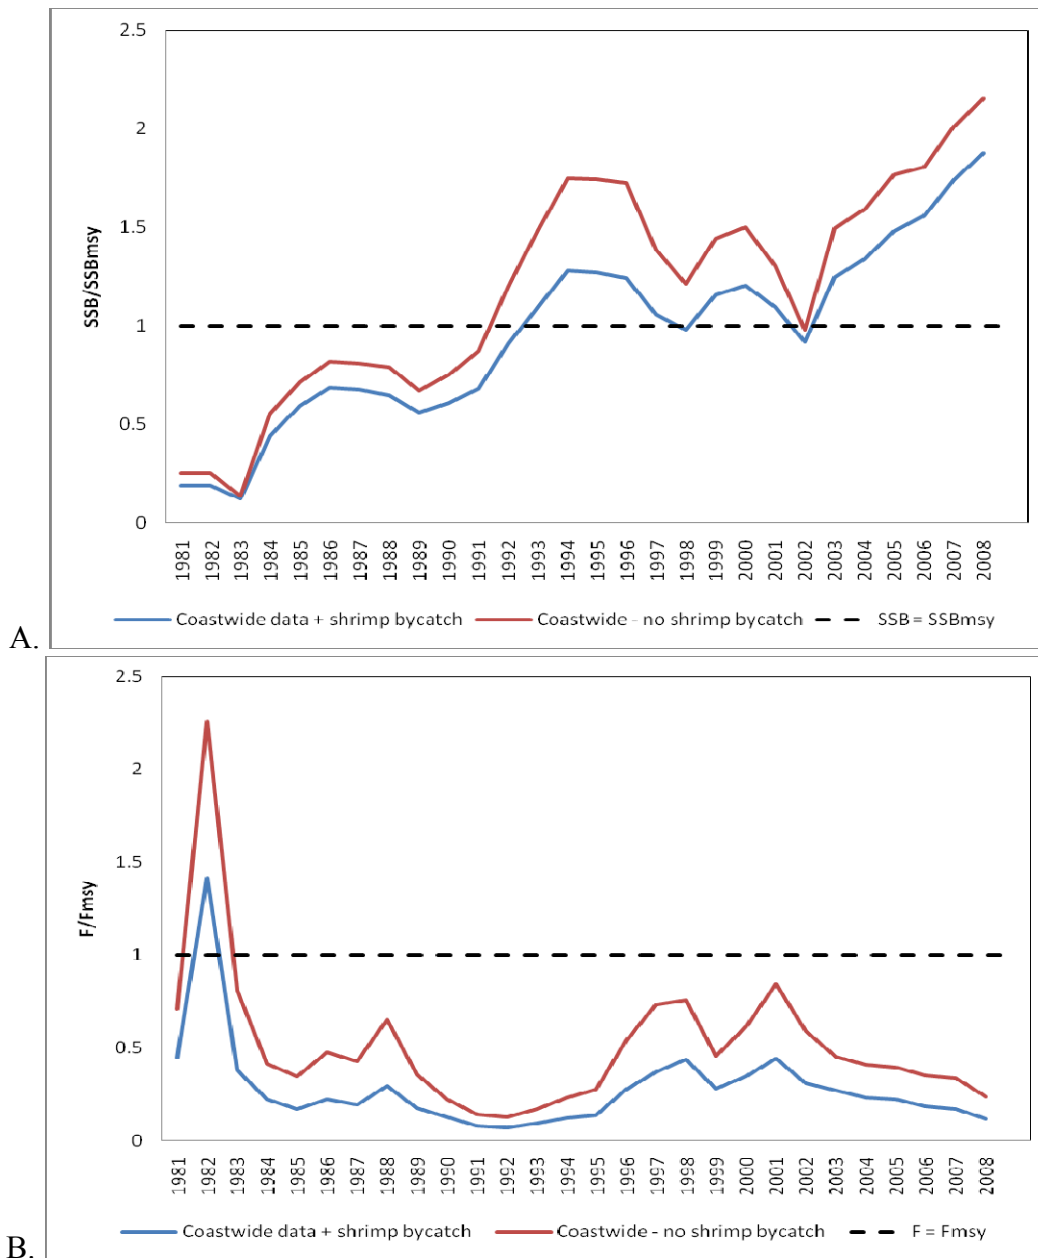 2.5
2
1.5
1
0.5
0
SSB/SSBmsy
1981 1982 1983 1984 1985 1986 1987 1988 1989 1990 1991 1992 1993 1994 1995 1996 1997 1998 1999 2000 2001 2002 2003 2004 2005 2006 2007 2008
Coastwide data + shrimp bycatch Coastwide - no shrimp bycatch SSB = SSBmsy
A.
2.5
2
1.5
1
0.5
0
F/Fmsy
1981 1982 1983 1984 1985 1986 1987 1988 1989 1990 1991 1992 1993 1994 1995 1996 1997 1998 1999 2000 2001 2002 2003 2004 2005 2006 2007 2008
Coastwide data + shrimp bycatch Coastwide - no shrimp bycatch F = Fmsy
B.